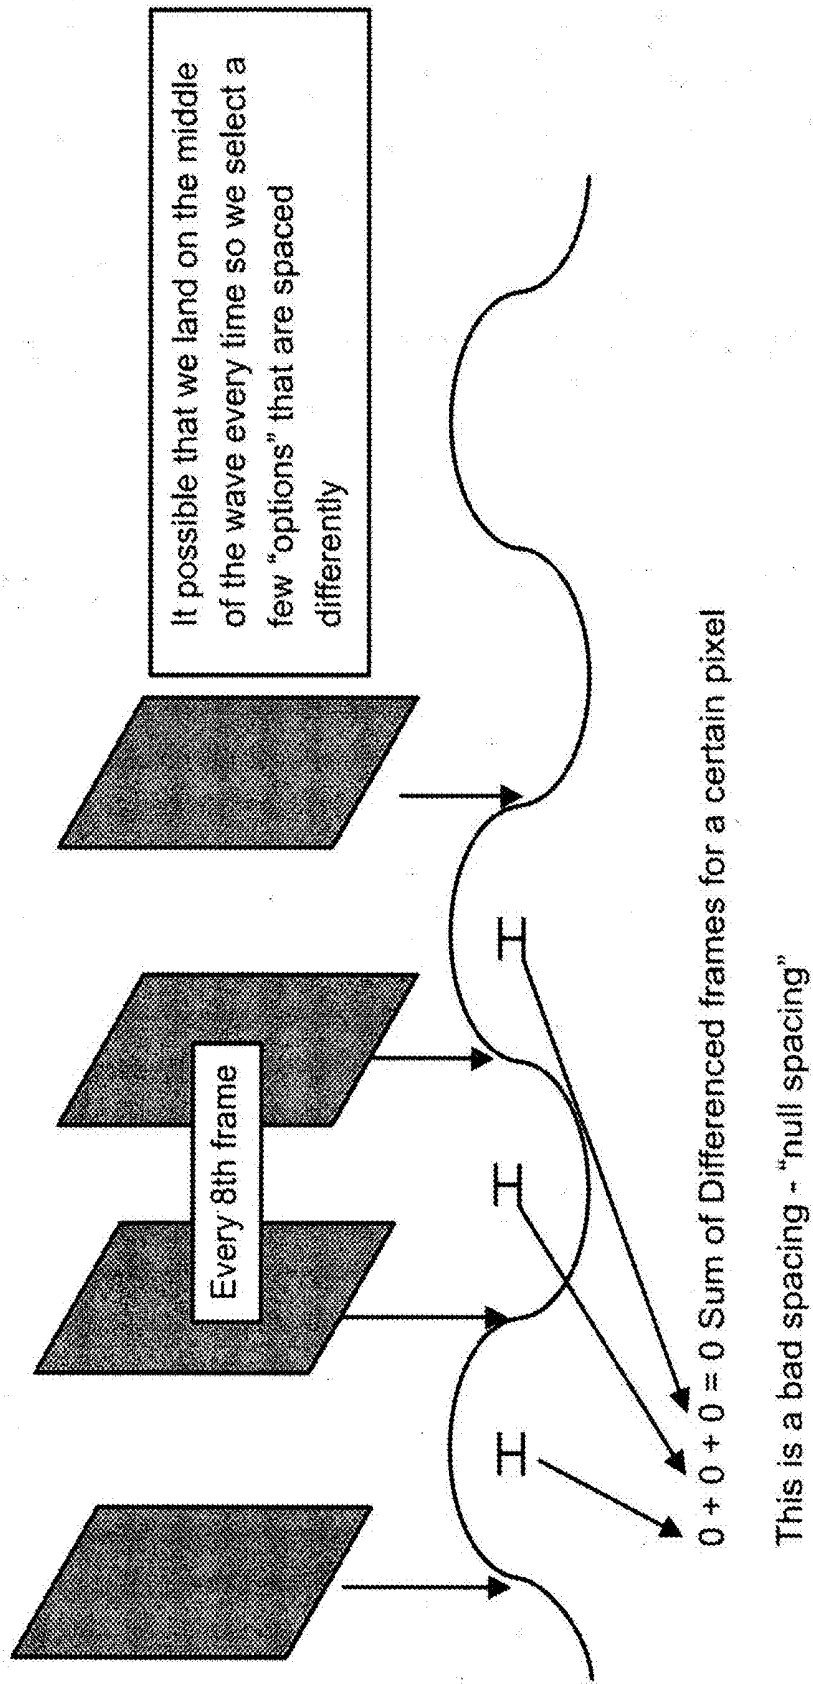 It possible that we land on the middle
of the wave every time so we select a
few “options” that are spaced
differently
Every 8th frame
H
H
H
0 + 0 + 0 = 0 Sum of Differenced frames for a certain pixel
This is a bad spacing - “null spacing”